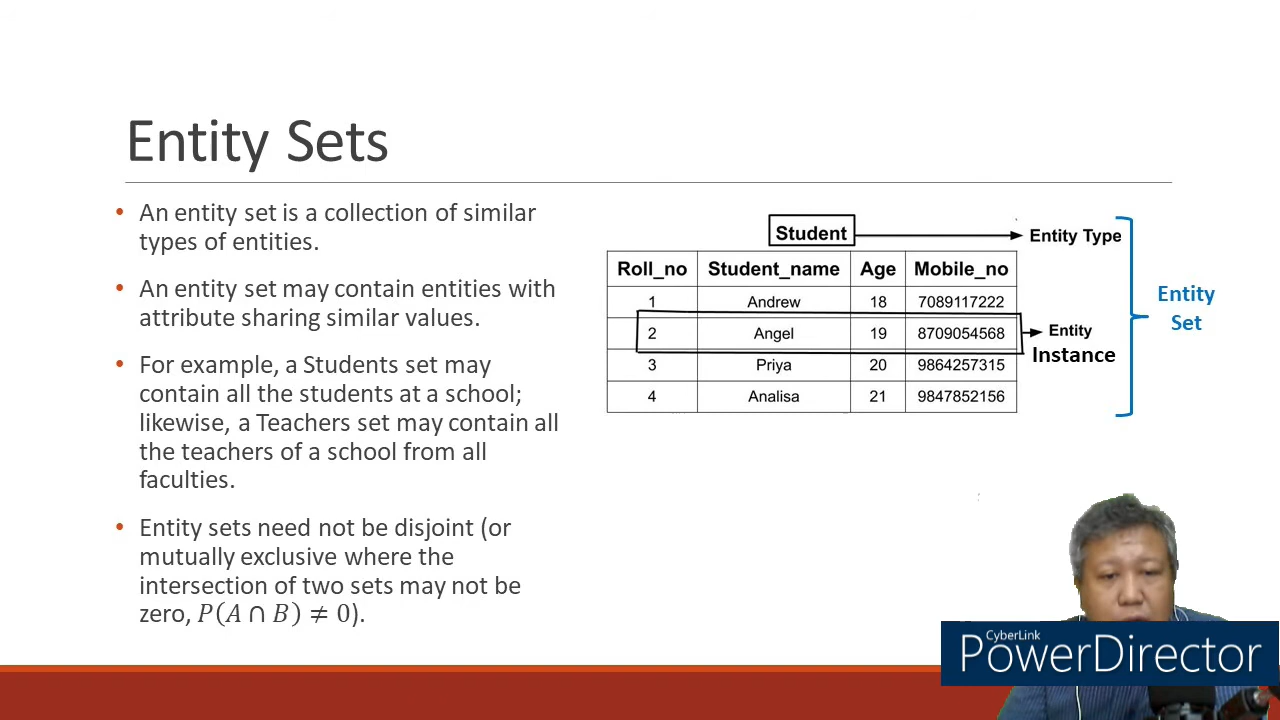 Entity Sets
• An entity set is a collection of similar
types of entities.
• An entity set may contain entities with
attribute sharing similar values.
• For example, a Students set may
contain all the students at a school;
likewise, a Teachers set may contain all
the teachers of a school from all
faculties.
• Entity sets need not be disjoint (or
mutually exclusive where the
intersection of two sets may not be
zero, P(A ∩ B) ≠ 0).
Student Entity Type
Roll_no Student_name Age Mobile_no
1 Andrew 18 7089117222
2 Angel 19 8709054568
3 Priya 20 9864257315
4 Analisa 21 9847852156
Entity
Instance
Entity
Set
CyberLink
PowerDirector